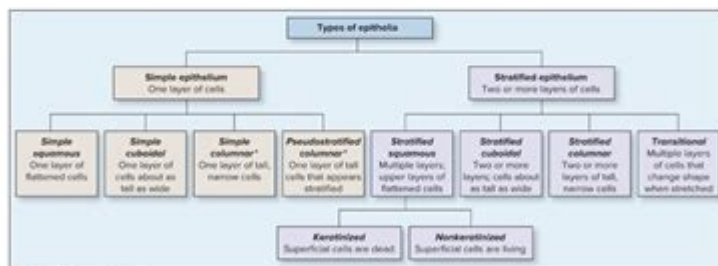 Types of epithelia
Simple epithelium
One layer of cells
Stratified epithelium
Two or more layers of cells
Simple
squamous
One layer of
flattened cells
Simple
cuboidal
One layer of
cells about as
tall as wide
Simple
columnar*
One layer of tall,
narrow cells
Pseudostratified
columnar*
One layer of tall
cells that appears
stratified
Stratified
squamous
Multiple layers;
upper layers of
flattened cells
Stratified
cuboidal
Two or more
layers; cells about
as tall as wide
Stratified
columnar
Two or more
layers of tall,
narrow cells
Transitional
Multiple layers
of cells that
change shape
when stretched
Keratinized
Superficial cells are dead
Nonkeratinized
Superficial cells are living